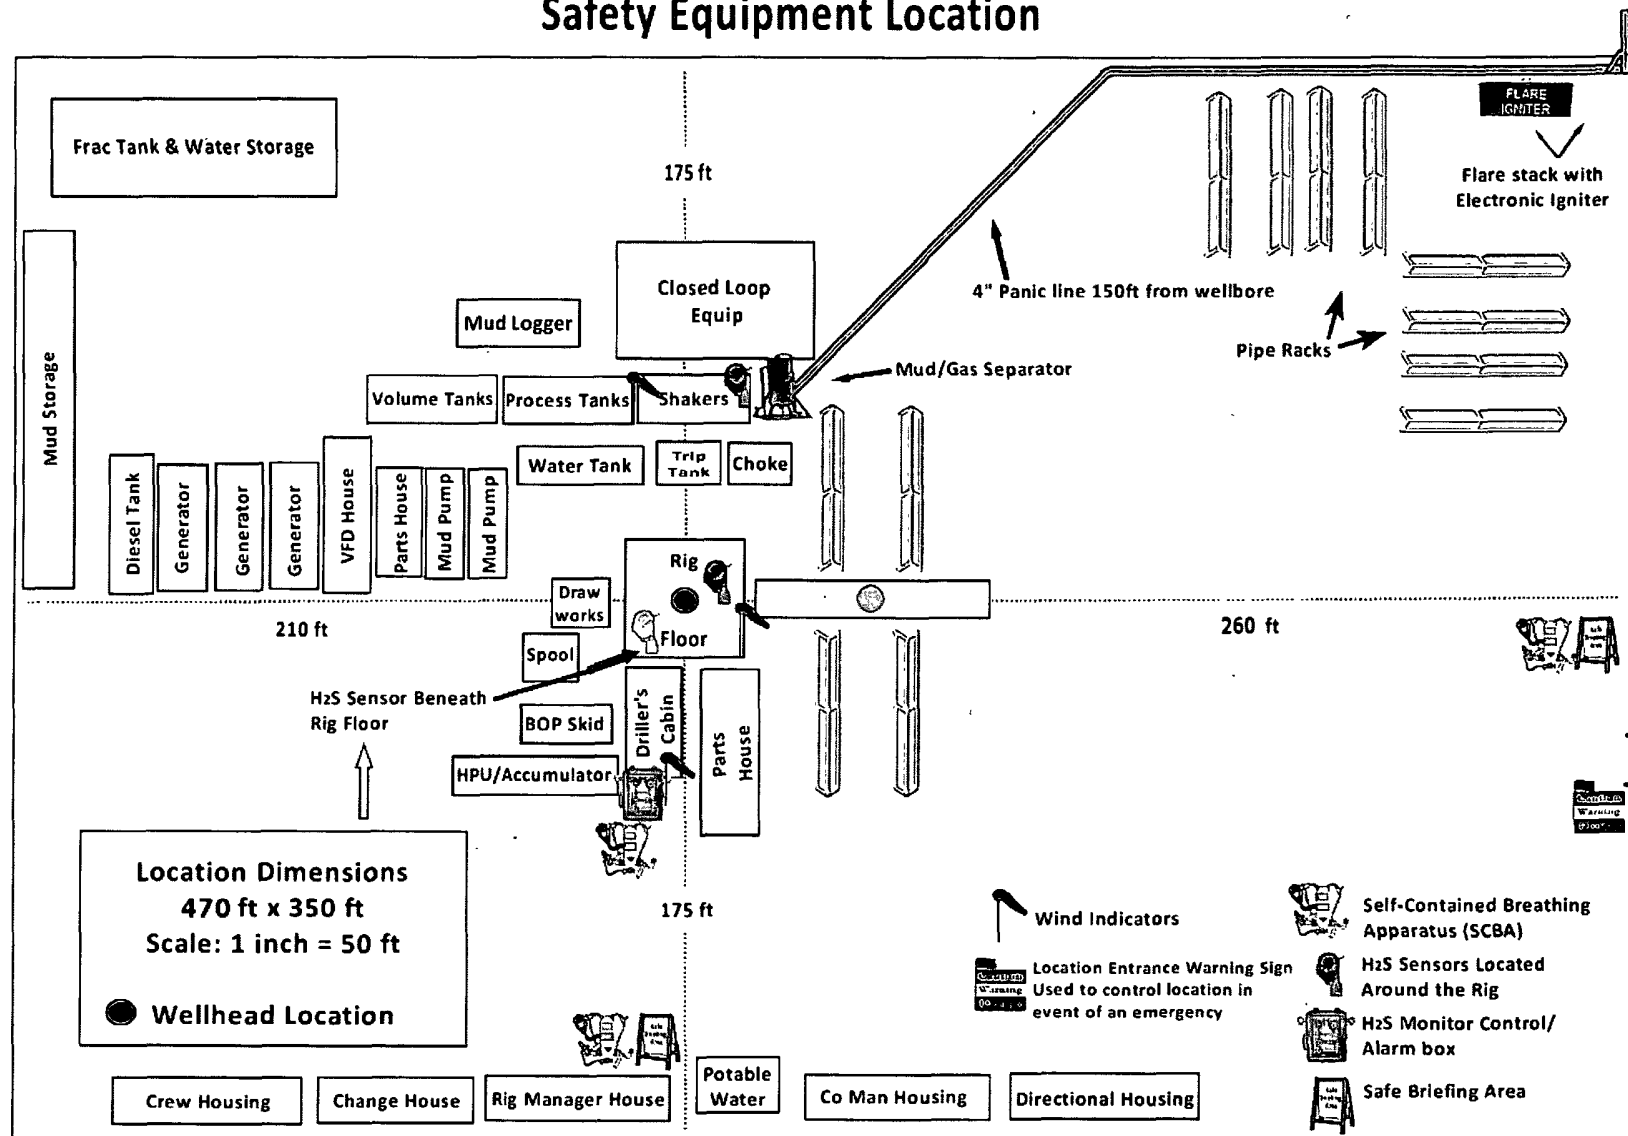 Safety Equipment Location
FLARE
IGNITER
Frac Tank & Water Storage
175 ft
Flare stack with
Electronic Igniter
Closed Loop
Equip
4" Panic line 150ft from wellbore
Mud Logger
Pipe Racks
Mud/Gas Separator
Mud Storage
Volume Tanks
Process Tanks
Shakers
Water Tank
Trip
Tank
Choke
Diesel Tank
Generator
Generator
Generator
VFD House
Parts House
Mud Pump
Mud Pump
Rig
Floor
Draw
works
210 ft
260 ft
Spool
H2S Sensor Beneath
Rig Floor
BOP Skid
Driller's
Cabin
Parts
House
HPU/Accumulator
Warning
Location Dimensions
470 ft x 350 ft
Scale: 1 inch = 50 ft
Wellhead Location
175 ft
Wind Indicators
Warning
Location Entrance Warning Sign
Used to control location in
event of an emergency
Self-Contained Breathing
Apparatus (SCBA)
H2S Sensors Located
Around the Rig
H2S Monitor Control/
Alarm box
Safe Briefing Area
Crew Housing
Change House
Rig Manager House
Potable
Water
Co Man Housing
Directional Housing